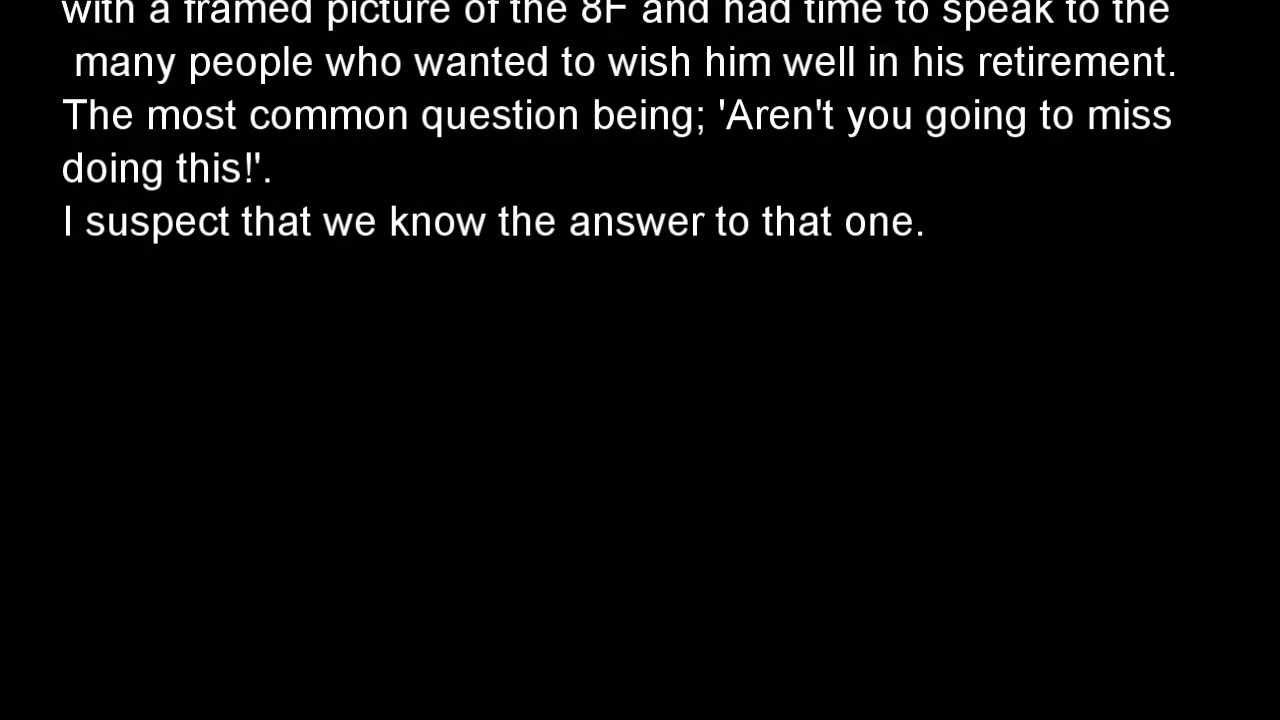 with a framed picture of the 8F and had time to speak to the
many people who wanted to wish him well in his retirement.
The most common question being; 'Aren't you going to miss
doing this!'.
I suspect that we know the answer to that one.